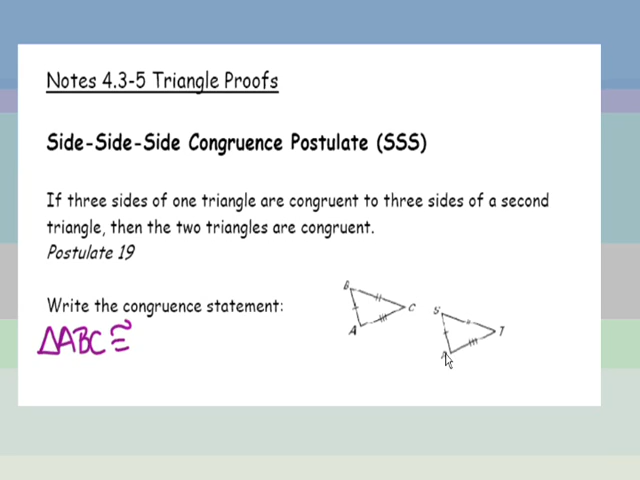 Notes 4.3-5 Triangle Proofs
Side-Side-Side Congruence Postulate (SSS)
If three sides of one triangle are congruent to three sides of a second
triangle, then the two triangles are congruent.
Postulate 19
Write the congruence statement:
B
C
A
S
T
ΔABC ≅